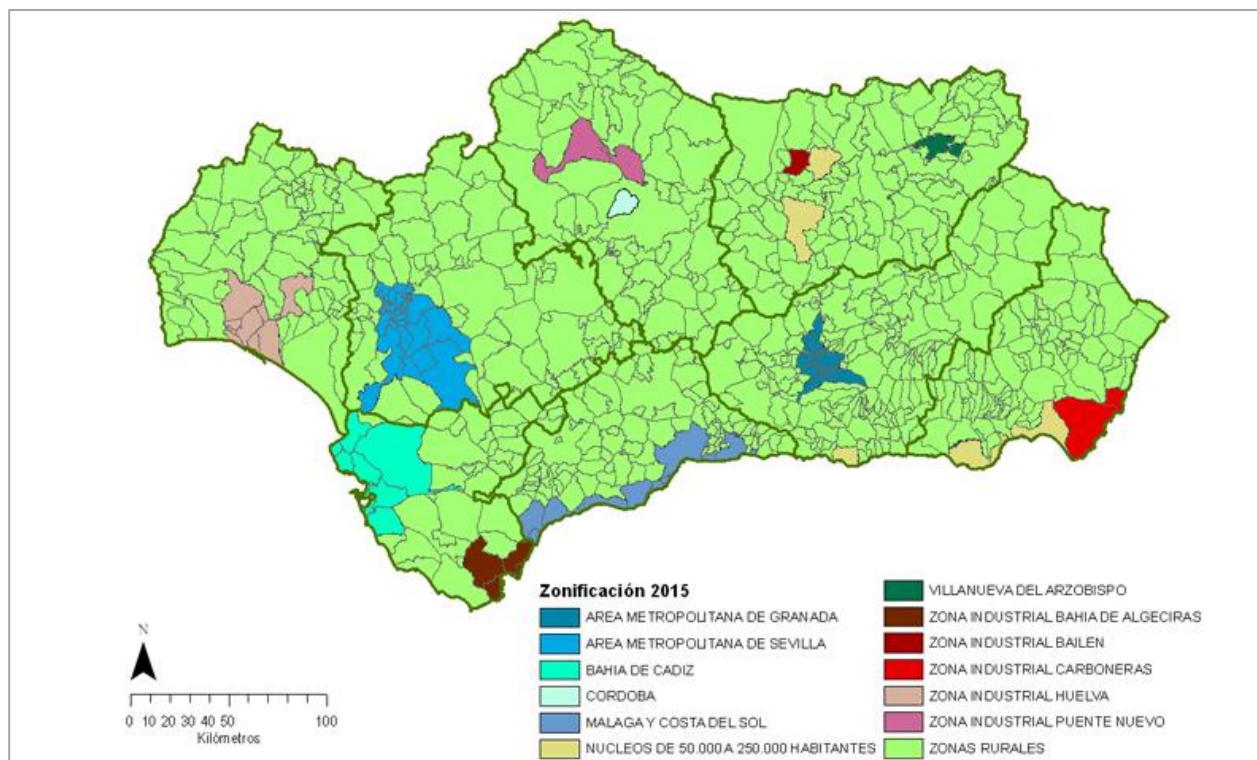 Zonificación 2015
AREA METROPOLITANA DE GRANADA
AREA METROPOLITANA DE SEVILLA
BAHIA DE CADIZ
CORDOBA
MALAGA Y COSTA DEL SOL
NUCLEOS DE 50.000 A 250.000 HABITANTES
VILLANUEVA DEL ARZOBISPO
ZONA INDUSTRIAL BAHIA DE ALGECIRAS
ZONA INDUSTRIAL BAILEN
ZONA INDUSTRIAL CARBONERAS
ZONA INDUSTRIAL HUELVA
ZONA INDUSTRIAL PUENTE NUEVO
ZONAS RURALES
N
0 10 20 30 40 50 100
Kilómetros